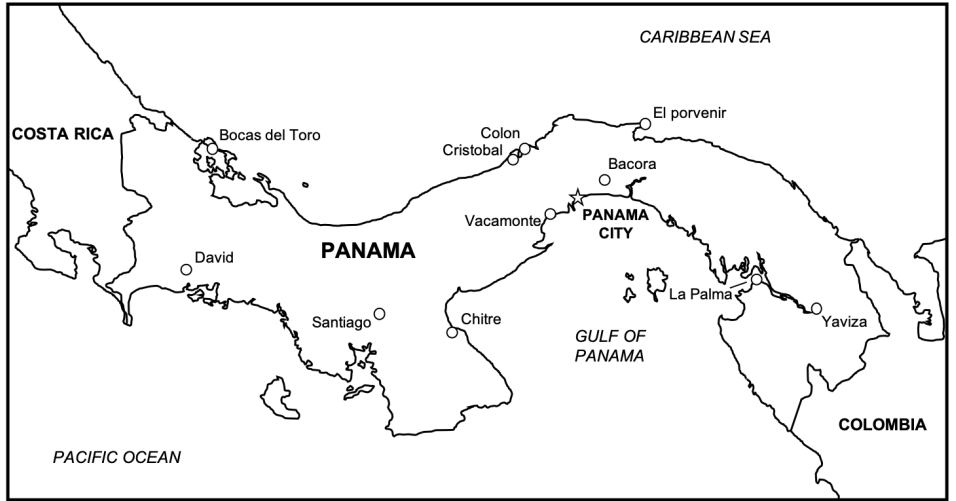 CARIBBEAN SEA
COSTA RICA
Bocas del Toro
Colon
Cristobal
El porvenir
Bacora
Vacamonte
PANAMA
CITY
PANAMA
David
La Palma
Santiago
Chitre
Yaviza
GULF OF
PANAMA
COLOMBIA
PACIFIC OCEAN